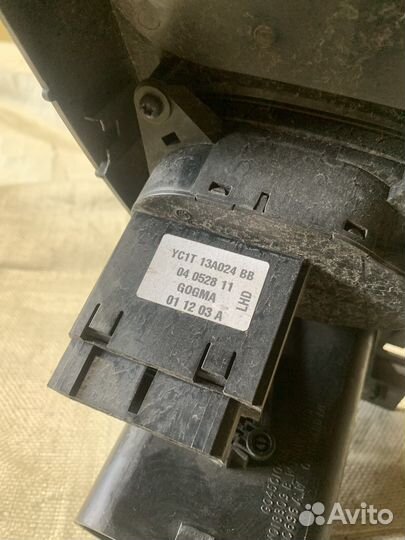 YC1T 13A024 BB
04 0528 11
GOGMA
01 12 03 A
LHD
Avito